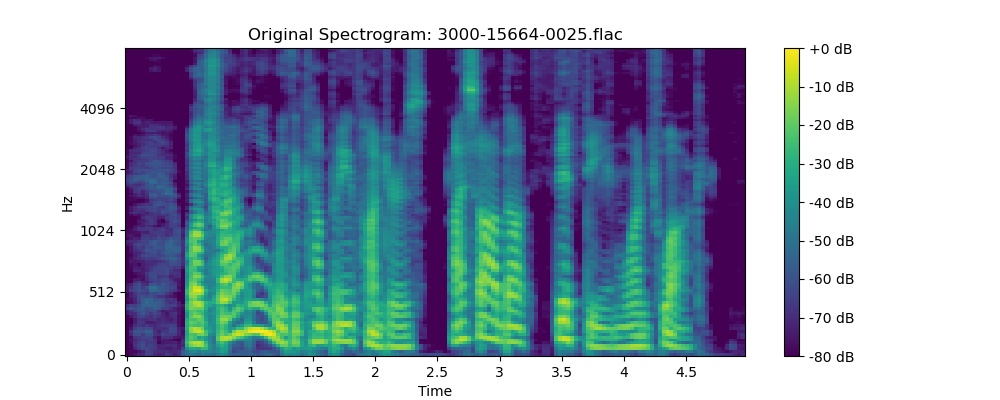 Original Spectrogram: 3000-15664-0025.flac
Hz
4096
2048
1024
512
0
0 0.5 1 1.5 2 2.5 3 3.5 4 4.5
Time
+0 dB
-10 dB
-20 dB
-30 dB
-40 dB
-50 dB
-60 dB
-70 dB
-80 dB